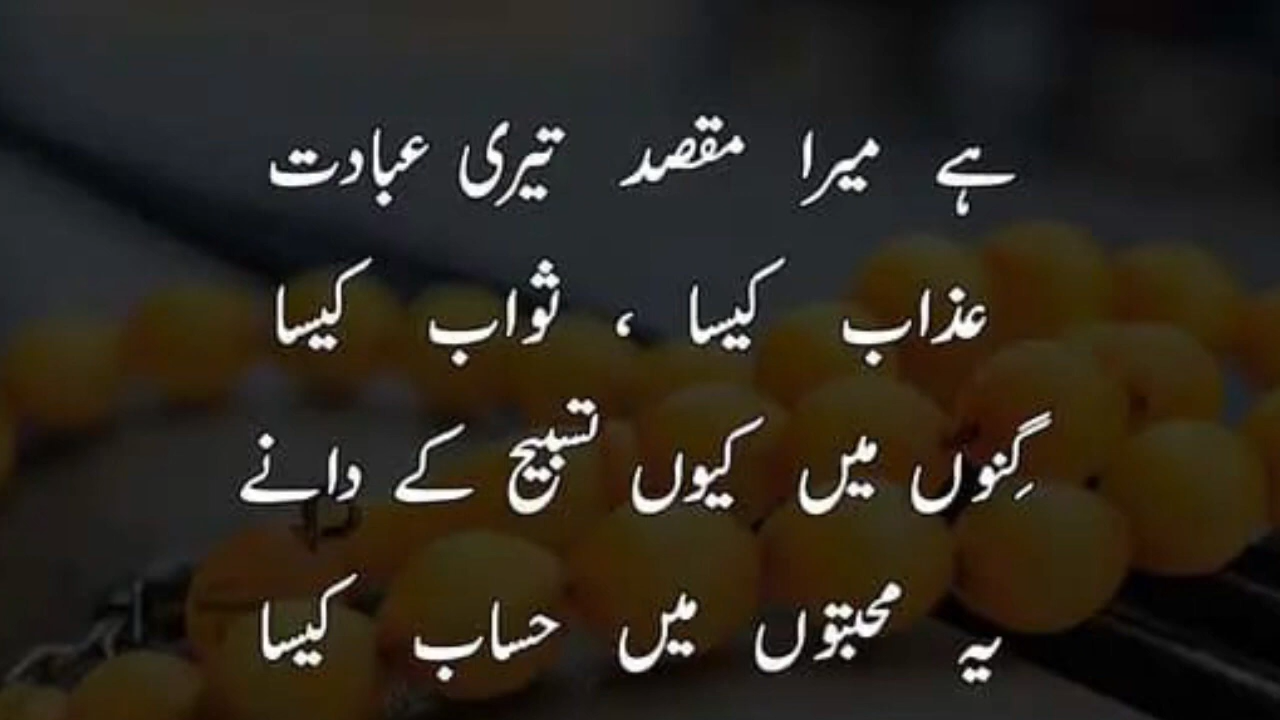 ہے میرا مقصد تیری عبادت
عذاب کیسا ، ثواب کیسا
گِنوں میں کیوں تسبیح کے دانے
یہ محبتوں میں حساب کیسا